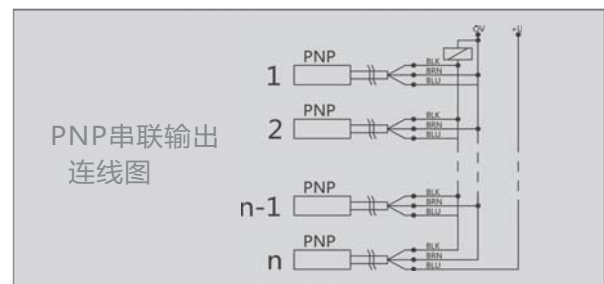 0V +U
PNP
1
BLK
BRN
BLU
PNP串联输出
连线图
PNP
2
BLK
BRN
BLU
PNP
n-1
BLK
BRN
BLU
PNP
n
BLK
BRN
BLU